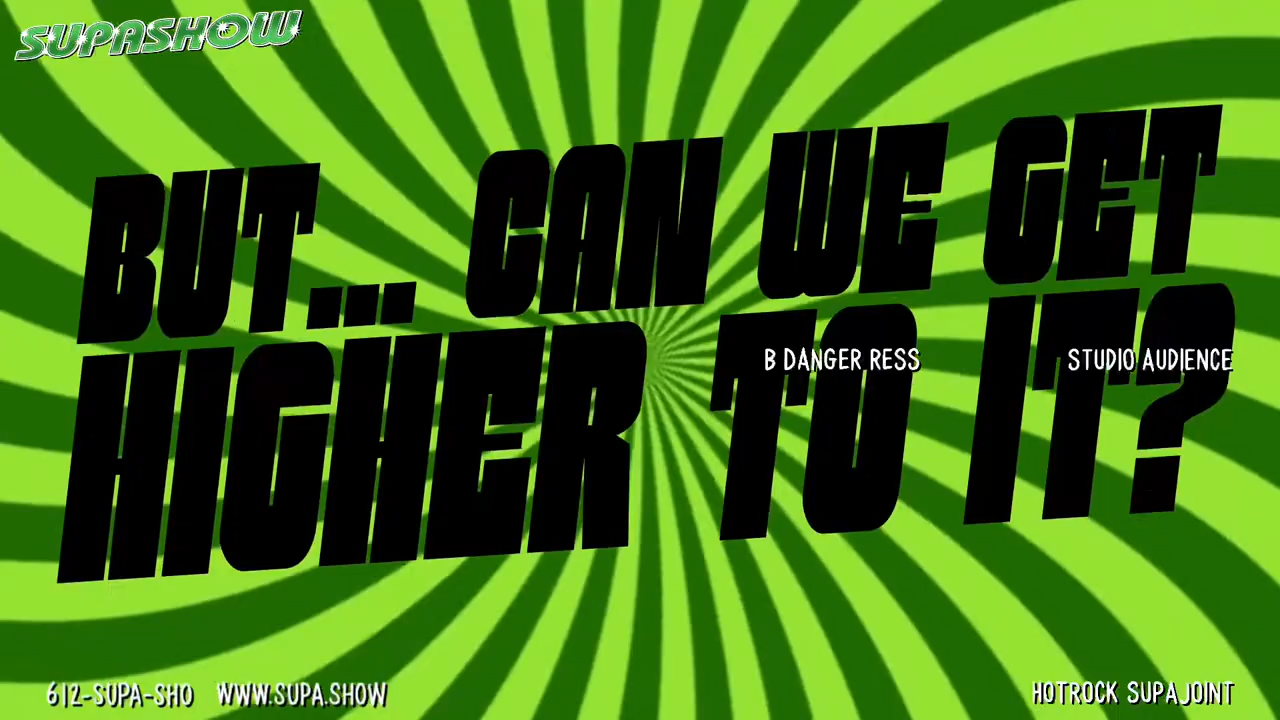 SUPASHOW
BUT... CAN WE GET
HIGHER TO IT?
B DANGER RESS
STUDIO AUDIENCE
612-SUPA-SHO WWW.SUPA.SHOW
HOTROCK SUPAJOINT